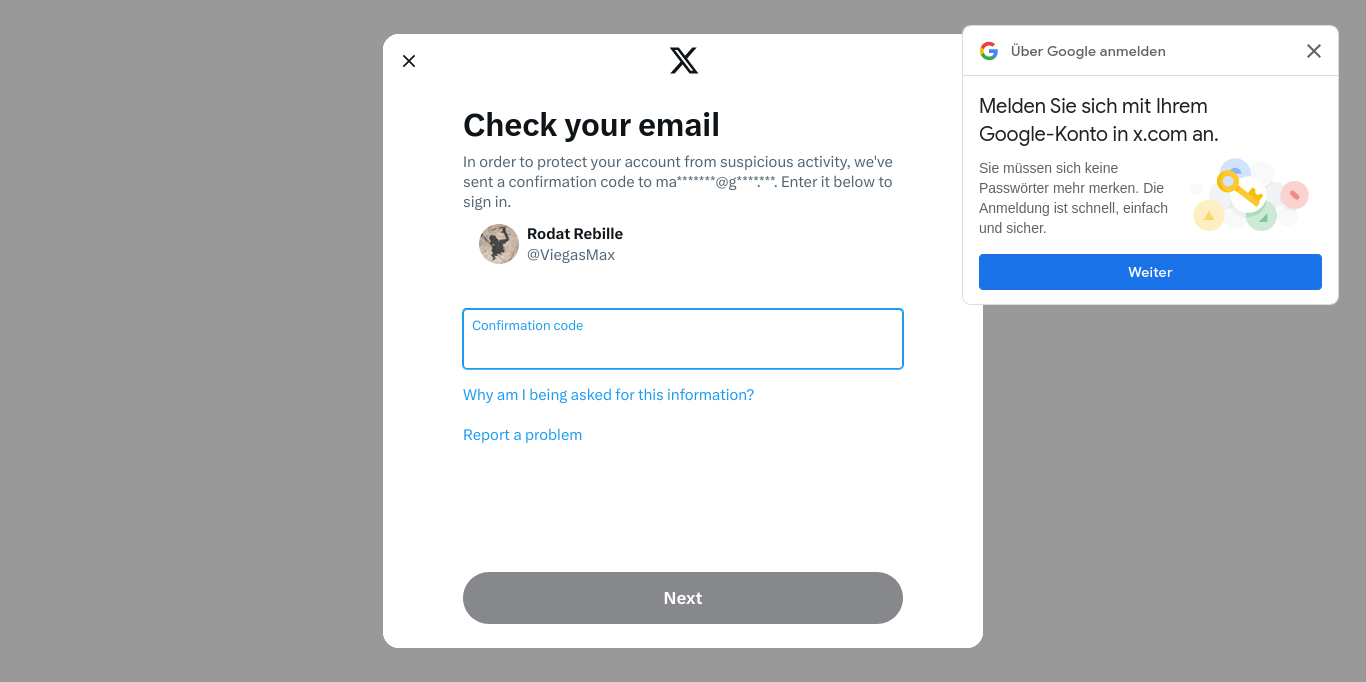 Check your email
In order to protect your account from suspicious activity, we've
sent a confirmation code to ma*******@g****.***. Enter it below to
sign in.
Rodat Rebille
@ViegasMax
Confirmation code
Why am I being asked for this information?
Report a problem
Next
Über Google anmelden
Melden Sie sich mit Ihrem
Google-Konto in x.com an.
Sie müssen sich keine
Passwörter mehr merken. Die
Anmeldung ist schnell, einfach
und sicher.
Weiter